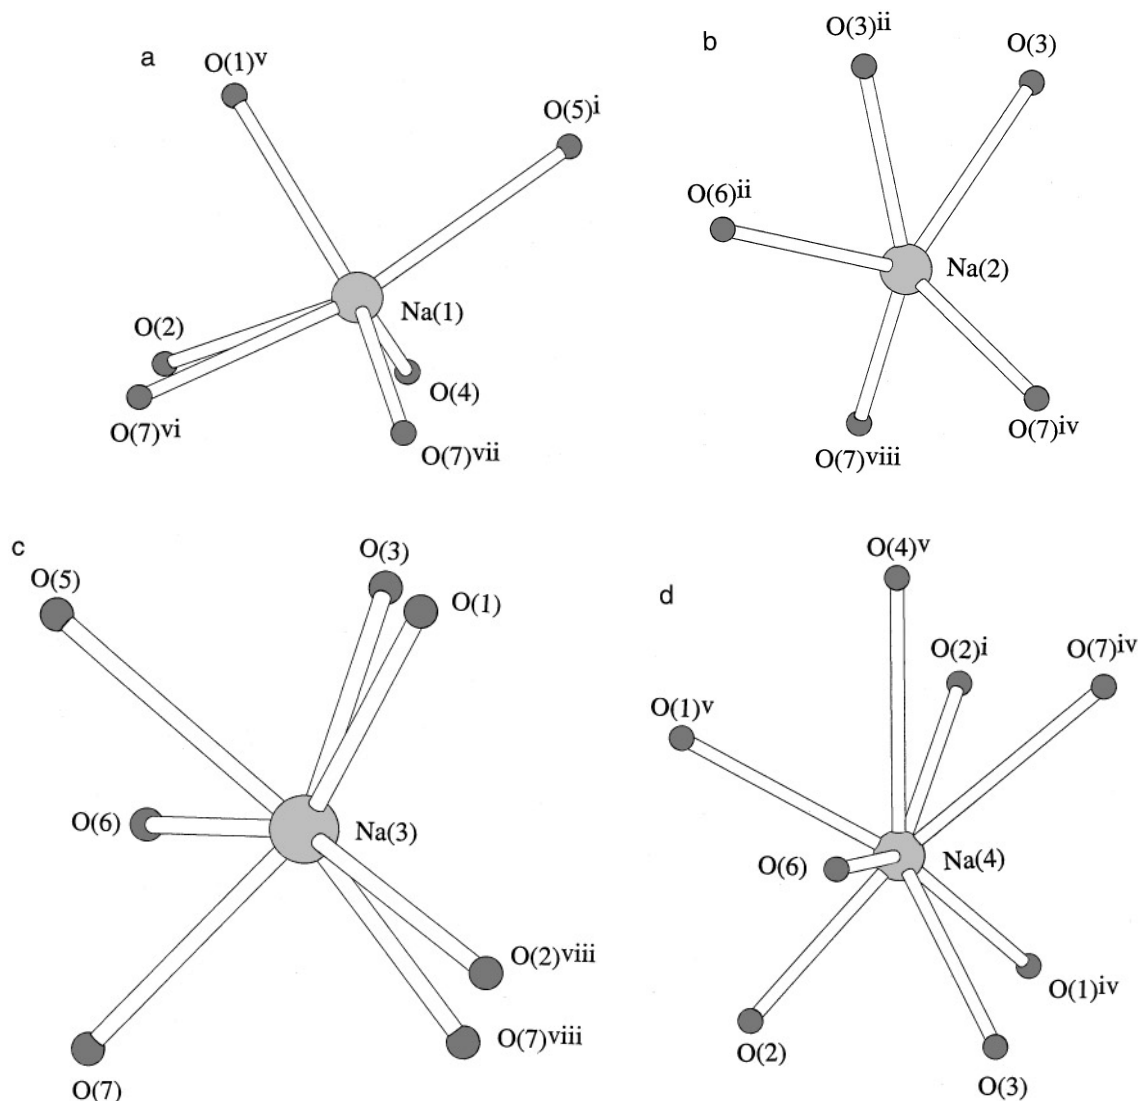 a
O(1)v
O(5)i
Na(1)
O(2)
O(4)
O(7)vi
O(7)vii
b
O(3)ii
O(3)
O(6)ii
Na(2)
O(7)iv
O(7)viii
c
O(3)
O(5)
O(1)
O(6)
Na(3)
O(2)viii
O(7)viii
O(7)
d
O(4)v
O(2)i
O(7)iv
O(1)v
O(6)
Na(4)
O(1)iv
O(2)
O(3)